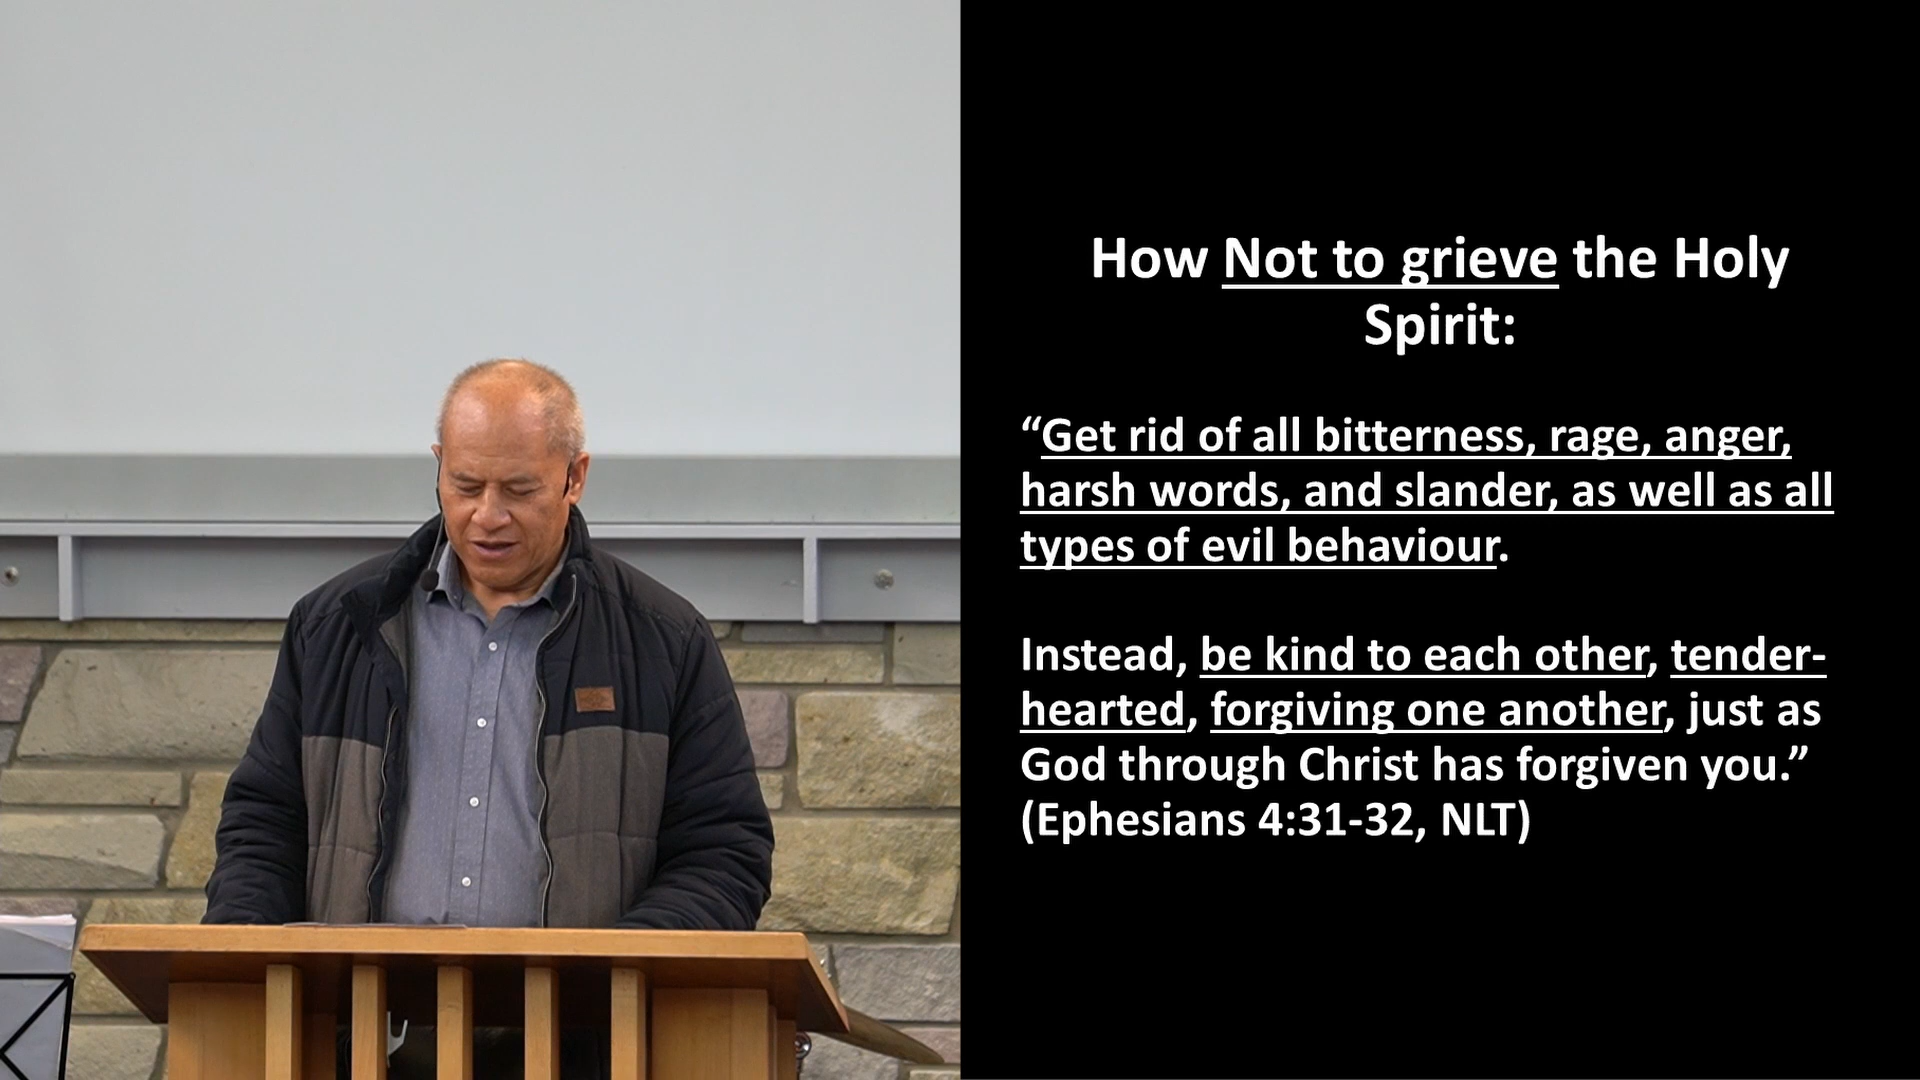 How Not to grieve the Holy
Spirit:
“Get rid of all bitterness, rage, anger,
harsh words, and slander, as well as all
types of evil behaviour.
Instead, be kind to each other, tender-
hearted, forgiving one another, just as
God through Christ has forgiven you.”
(Ephesians 4:31-32, NLT)